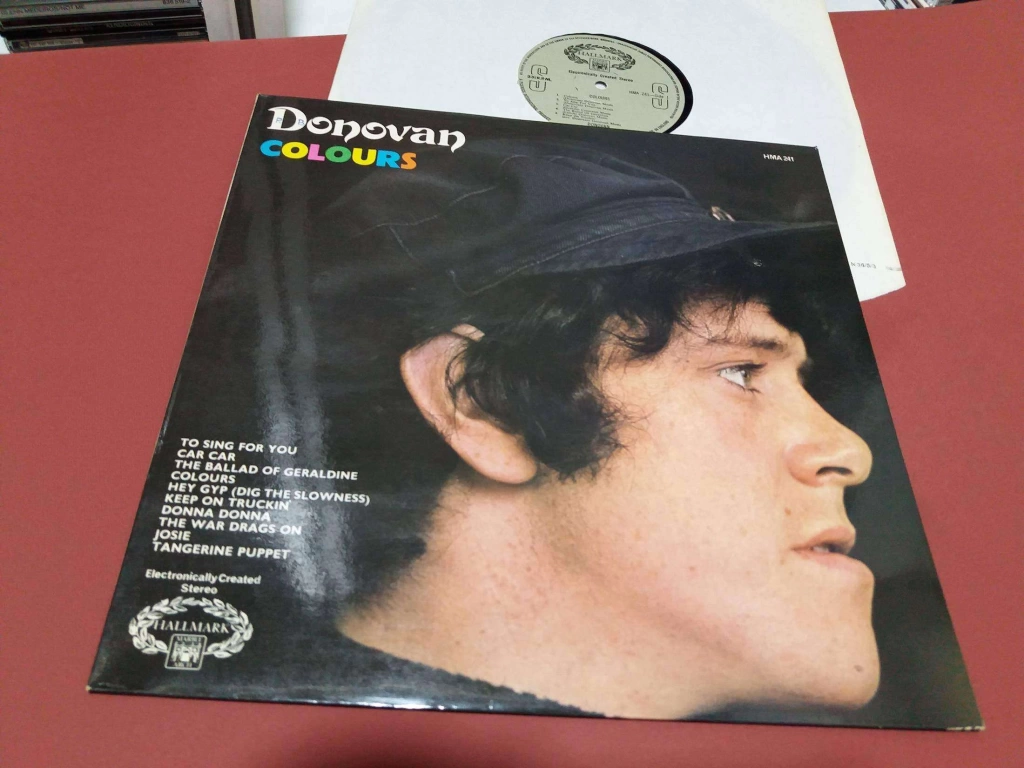 HALLMARK
Electronically Created Stereo
COLOURS
S
S
Donovan
COLOURS
HMA 241
TO SING FOR YOU
CAR CAR
THE BALLAD OF GERALDINE
COLOURS
HEY GYP (DIG THE SLOWNESS)
KEEP ON TRUCKIN'
DONNA DONNA
THE WAR DRAGS ON
JOSIE
TANGERINE PUPPET
Electronically Created
Stereo
HALLMARK
MARBLE
ARCH